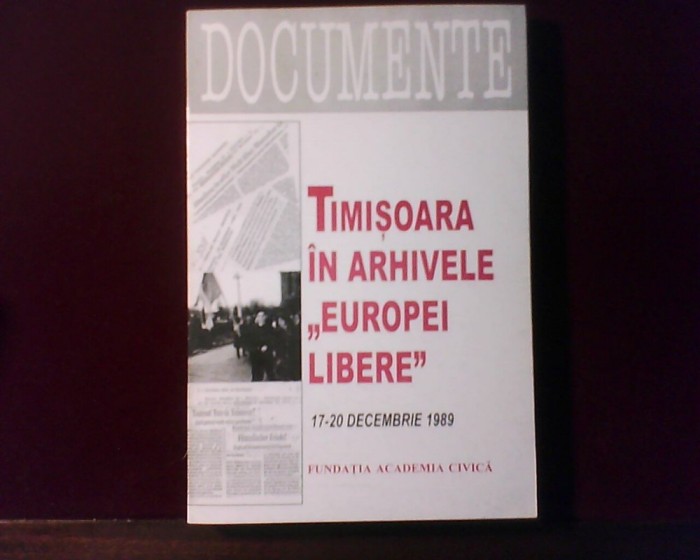 DOCUMENTE
TIMIȘOARA
ÎN ARHIVELE
„EUROPEI
LIBERE”
17-20 DECEMBRIE 1989
FUNDAȚIA ACADEMIA CIVICĂ